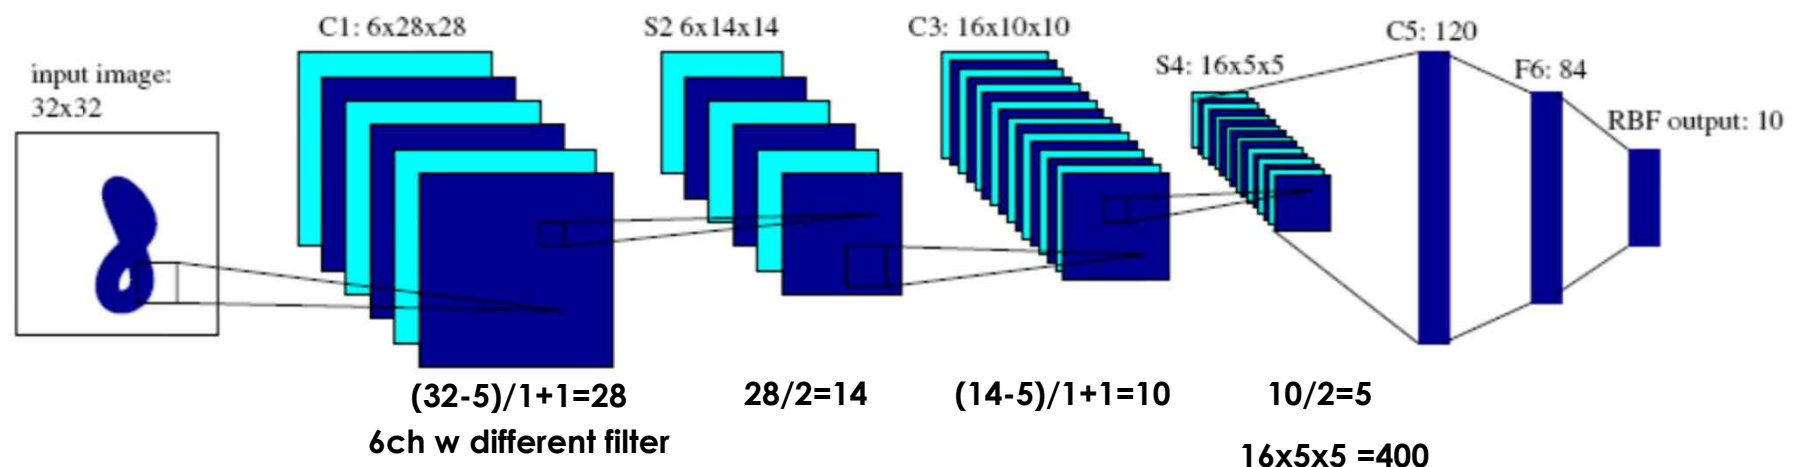 input image:
32x32
C1: 6x28x28
S2 6x14x14
C3: 16x10x10
S4: 16x5x5
C5: 120
F6: 84
RBF output: 10
(32-5)/1+1=28
28/2=14
(14-5)/1+1=10
10/2=5
6ch w different filter
16x5x5 =400